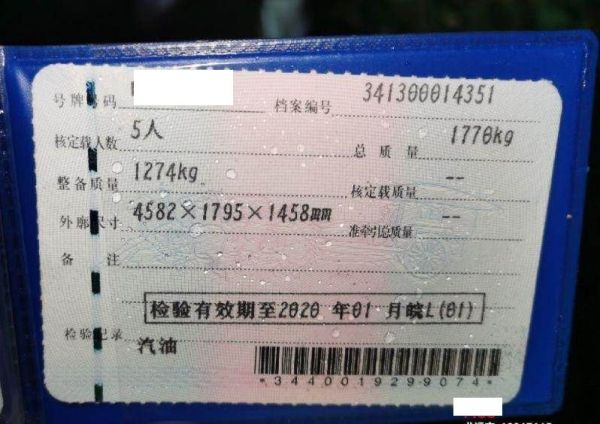 号牌号码
档案编号 341300014351
核定载人数 5人 总质量 1770kg
整备质量 1274kg 核定载质量 --
外廓尺寸 4582×1795×1458mm 准牵引总质量 --
备注
检验有效期至2020 年01 月皖L(01)
检验记录
汽油
*3440019299074*